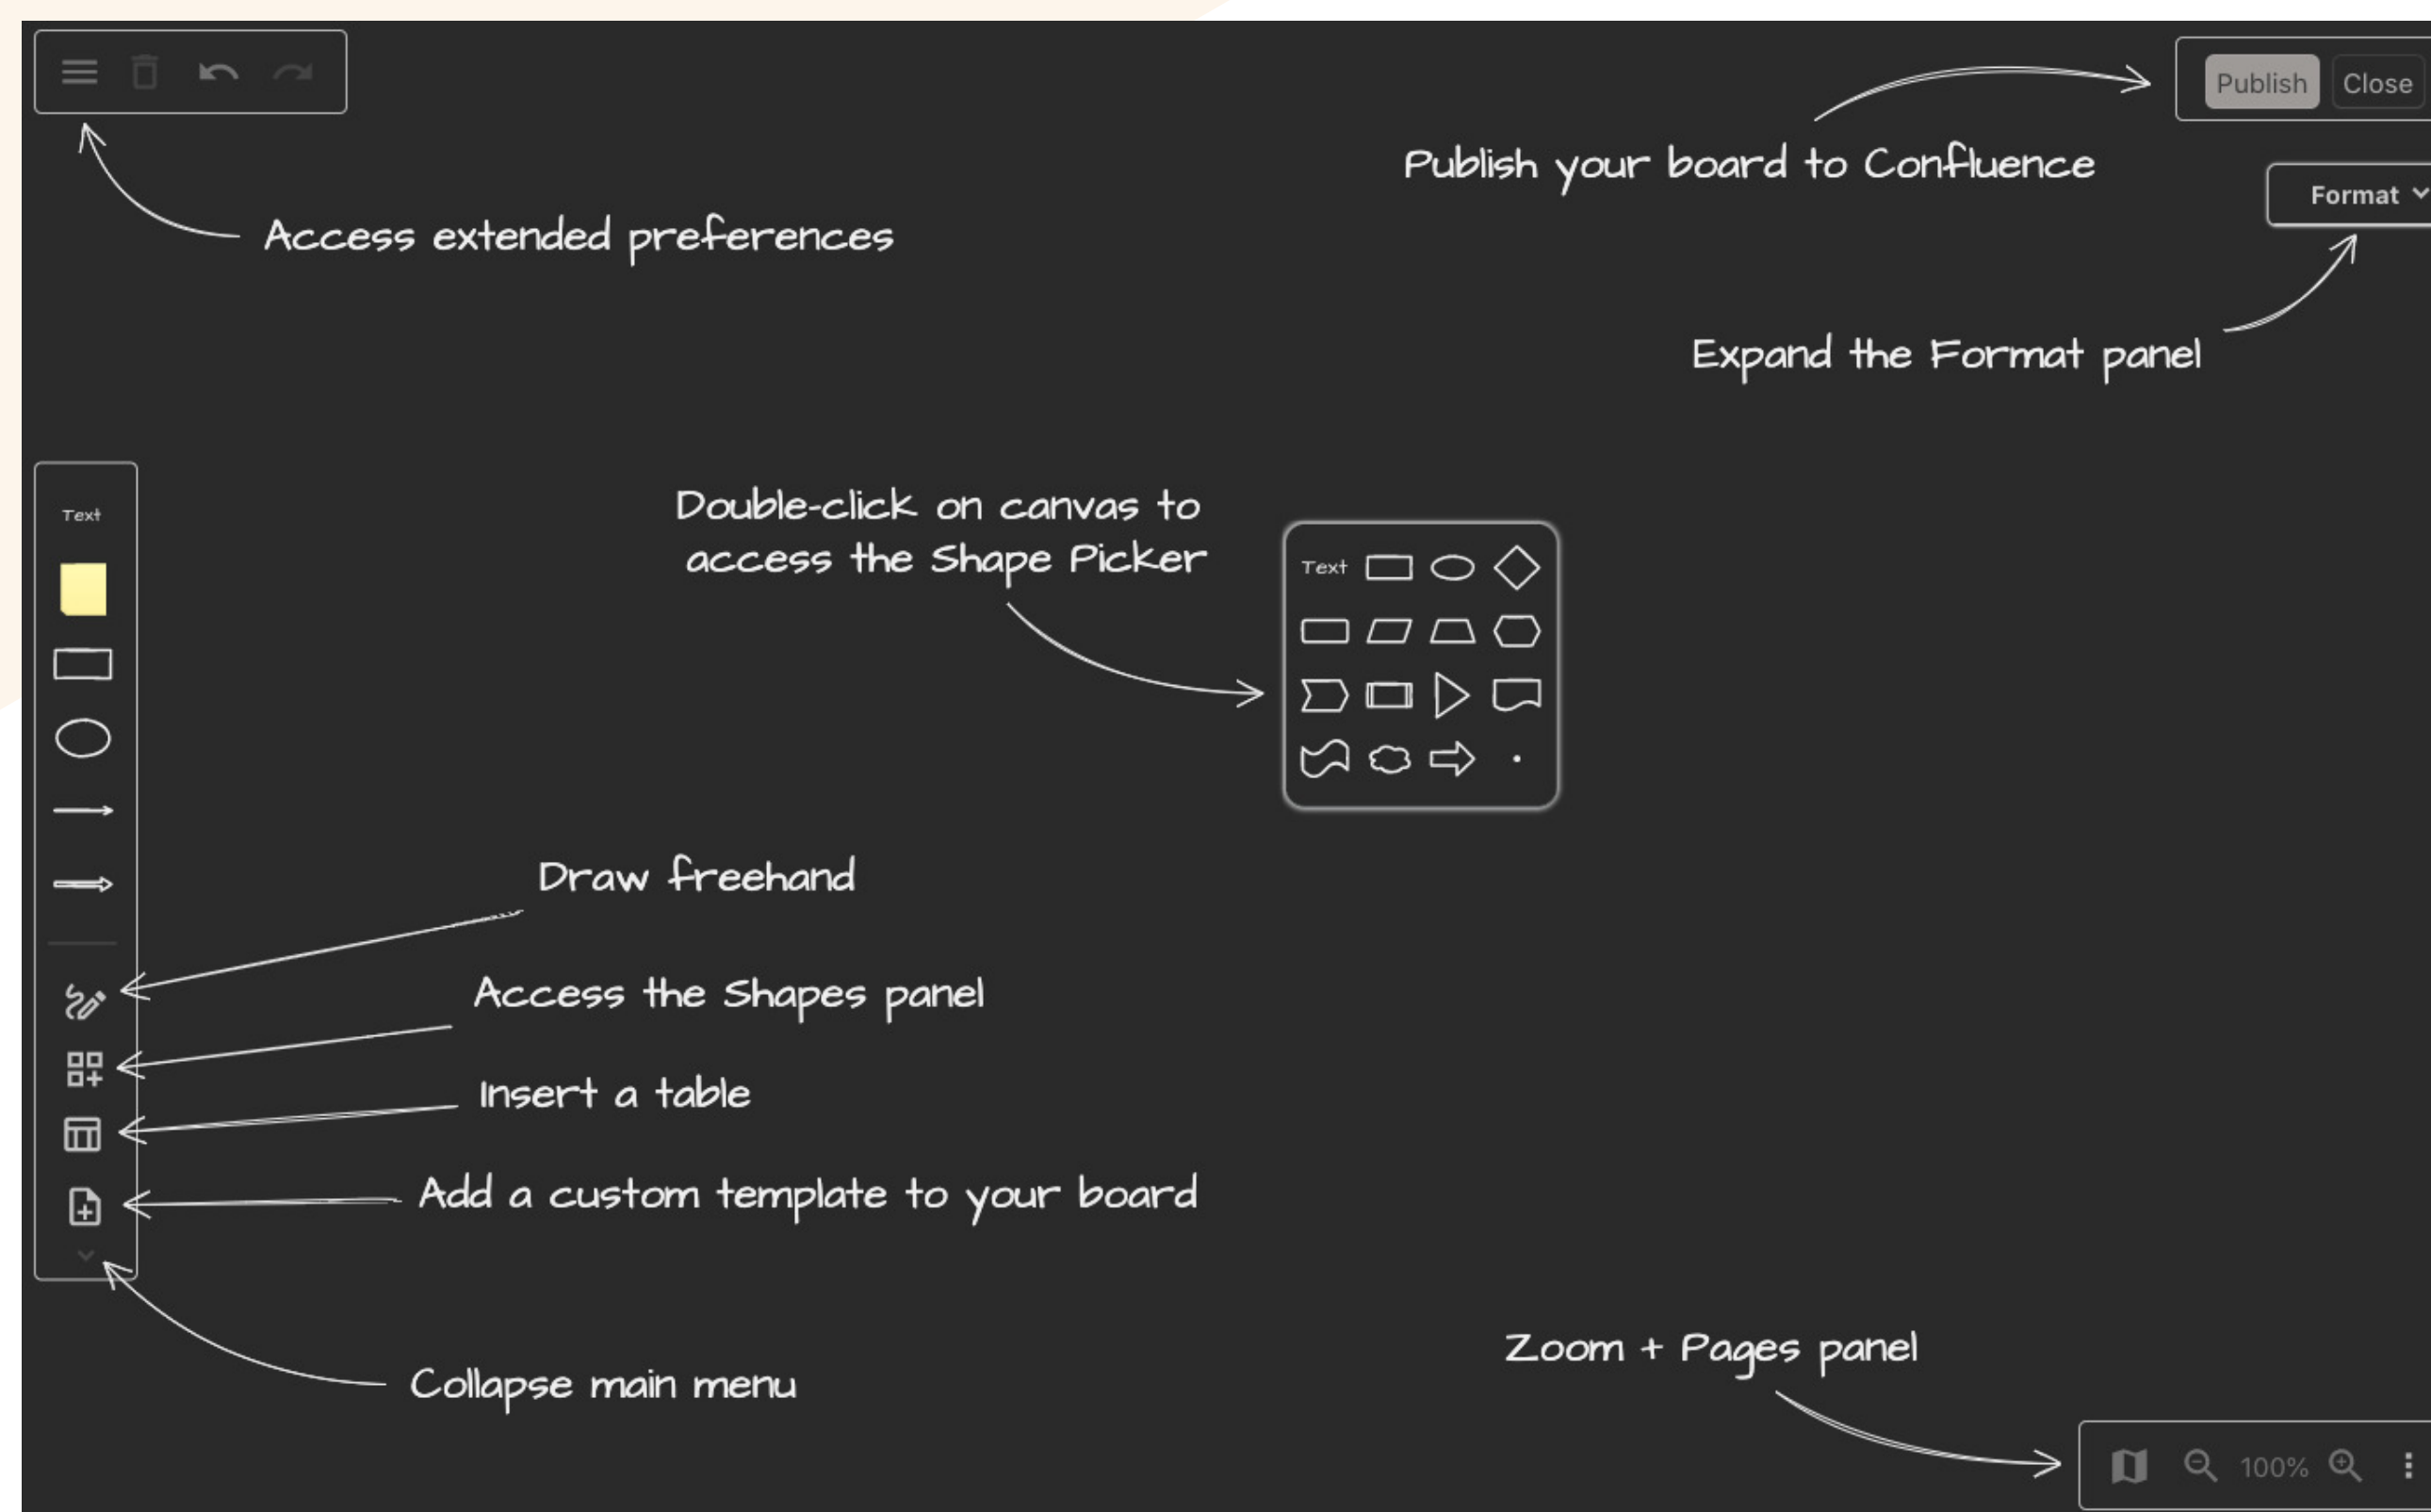 Publish Close
Publish your board to Confluence
Format
Access extended preferences
Expand the Format panel
Text
Double-click on canvas to
access the Shape Picker
Text
Draw freehand
Access the Shapes panel
Insert a table
Add a custom template to your board
Collapse main menu
Zoom + Pages panel
100%